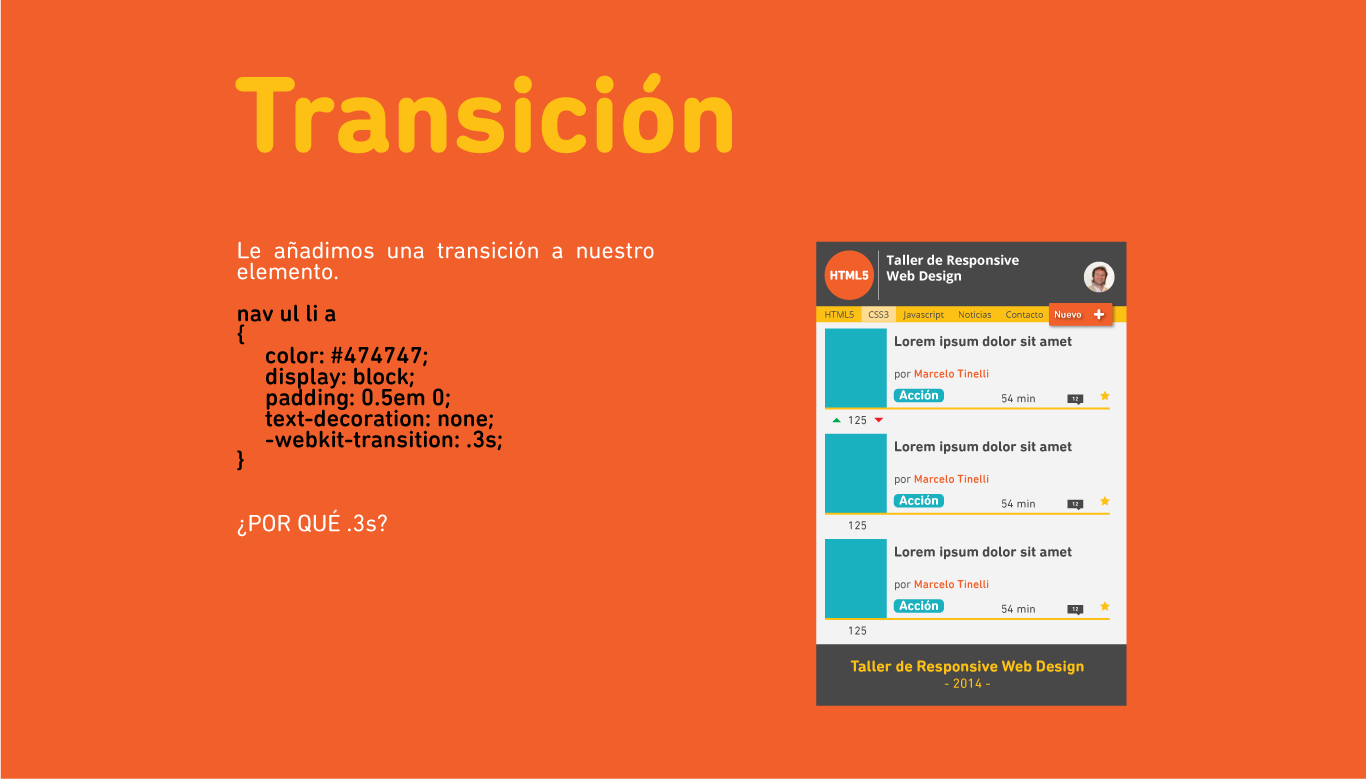 Transición
Le añadimos una transición a nuestro
elemento.
nav ul li a
{
color: #474747;
display: block;
padding: 0.5em 0;
text-decoration: none;
-webkit-transition: .3s;
}
¿POR QUÉ .3s?
HTML5
Taller de Responsive
Web Design
HTML5 CSS3 Javascript Noticias Contacto Nuevo +
Lorem ipsum dolor sit amet
por Marcelo Tinelli
Acción 54 min 12
125
Lorem ipsum dolor sit amet
por Marcelo Tinelli
Acción 54 min 12
125
Lorem ipsum dolor sit amet
por Marcelo Tinelli
Acción 54 min 12
125
Taller de Responsive Web Design
- 2014 -